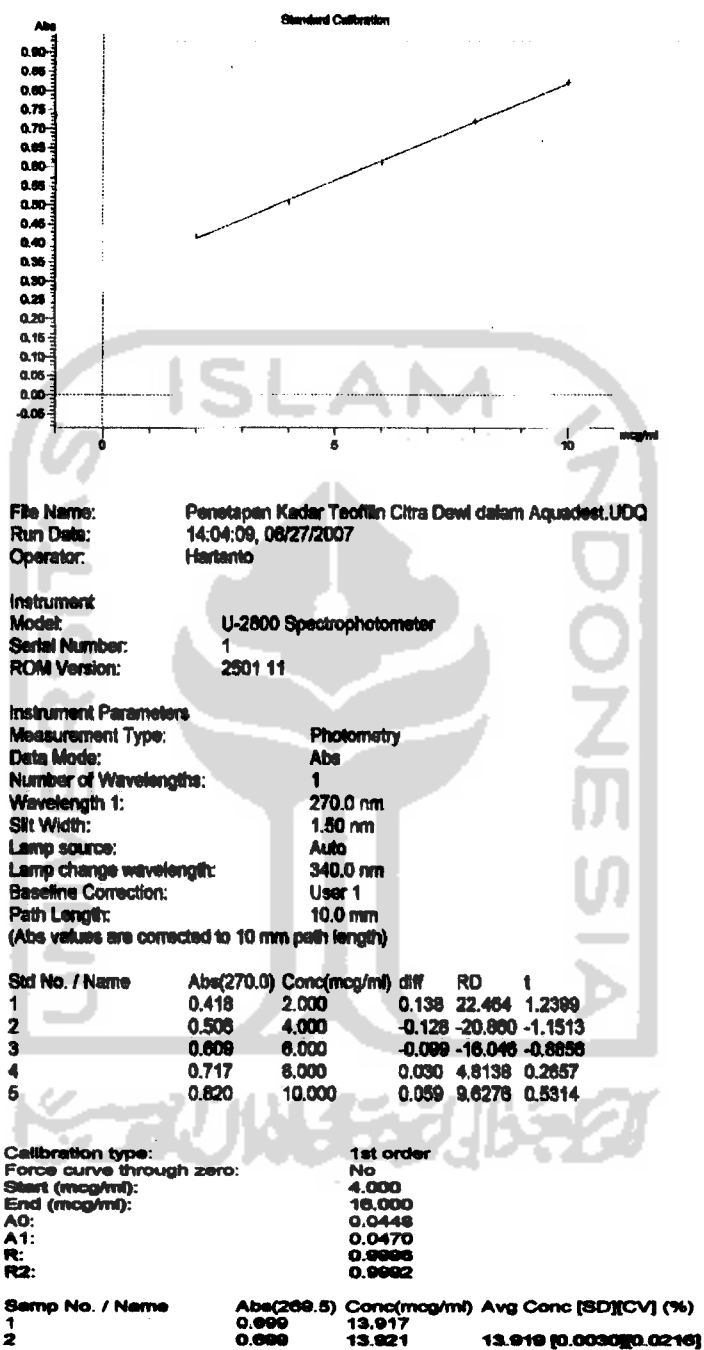 Standard Calibration
Abs
0.90
0.85
0.80
0.75
0.70
0.65
0.60
0.55
0.50
0.45
0.40
0.35
0.30
0.25
0.20
0.15
0.10
0.05
0.00
-0.05
0 5 10 mcg/ml
ISLAM
UNIVERSITAS
INDONESIA
File Name: Penetapan Kadar Teofilin Citra Dewi dalam Aquadest.UDQ
Run Date: 14:04:09, 06/27/2007
Operator: Hartanto
Instrument
Model: U-2800 Spectrophotometer
Serial Number: 1
ROM Version: 2501 11
Instrument Parameters
Measurement Type: Photometry
Data Mode: Abs
Number of Wavelengths: 1
Wavelength 1: 270.0 nm
Slit Width: 1.50 nm
Lamp source: Auto
Lamp change wavelength: 340.0 nm
Baseline Correction: User 1
Path Length: 10.0 mm
(Abs values are corrected to 10 mm path length)
Std No. / Name Abs(270.0) Conc(mcg/ml) diff RD t
1 0.418 2.000 0.138 22.464 1.2399
2 0.506 4.000 -0.128 -20.860 -1.1513
3 0.609 6.000 -0.099 -16.046 -0.8856
4 0.717 8.000 0.030 4.8138 0.2657
5 0.820 10.000 0.059 9.6276 0.5314
Calibration type: 1st order
Force curve through zero: No
Start (mcg/ml): 4.000
End (mcg/ml): 16.000
A0: 0.0448
A1: 0.0470
R: 0.9996
R2: 0.9992
Samp No. / Name Abs(269.5) Conc(mcg/ml) Avg Conc [SD][CV] (%)
1 0.699 13.917
2 0.699 13.921 13.919 [0.0030][0.0216]